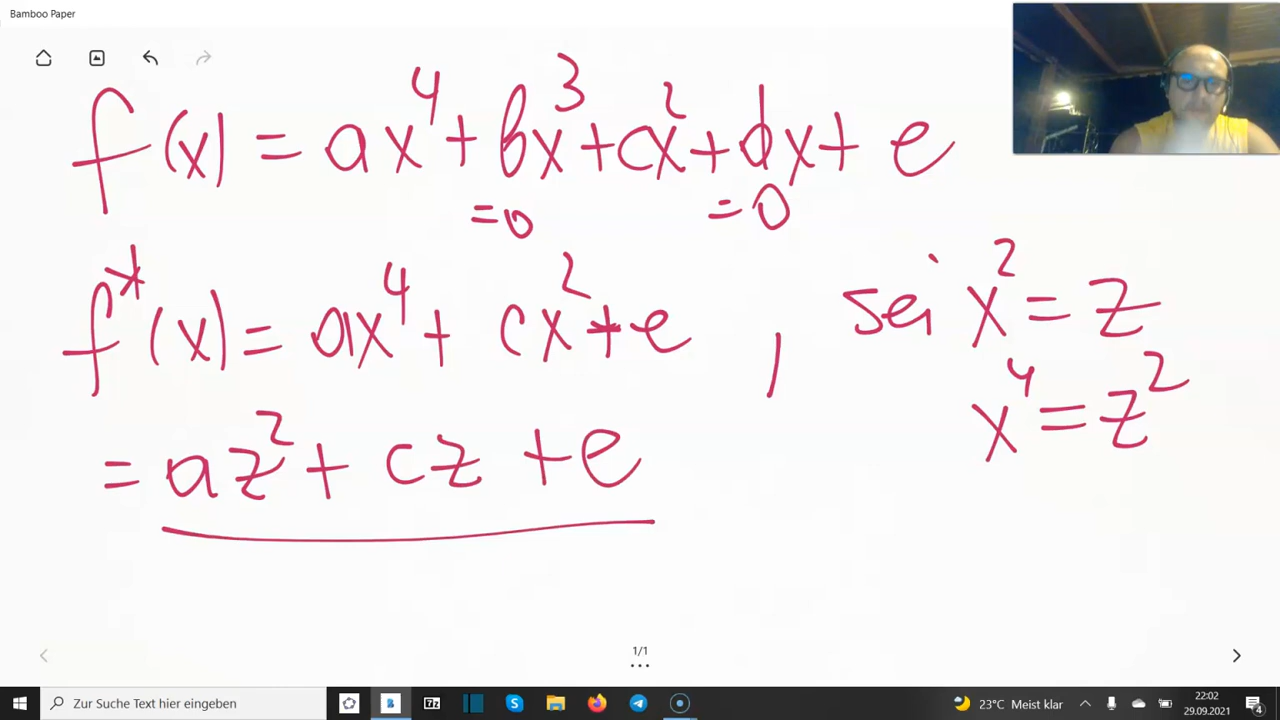 Bamboo Paper
f(x) = ax⁴ + bx³ + cx² + dx + e
=0 =0
f*(x) = ax⁴ + cx² + e , sei x² = z
x⁴ = z²
= az² + cz + e
1/1
Zur Suche Text hier eingeben
23°C Meist klar
22:02
29.09.2021
4